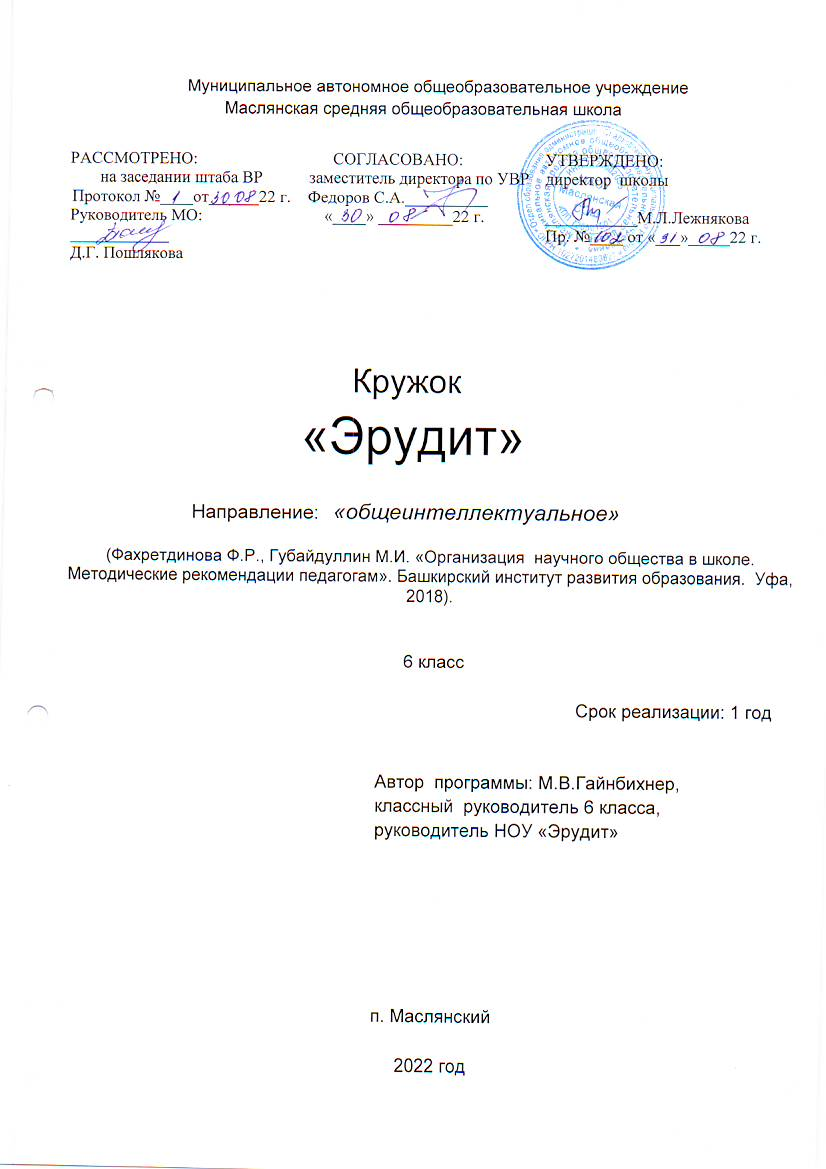 Муниципальное автономное общеобразовательное учреждение
Маслянская средняя общеобразовательная школа
РАССМОТРЕНО:
на заседании штаба ВР
Протокол № 1 от 30 08 22 г.
Руководитель МО:
Д.Г. Пошлякова
СОГЛАСОВАНО:
заместитель директора по УВР
Федоров С.А.
« 30 » 08 22 г.
УТВЕРЖДЕНО:
директор школы
М.Л.Лежнякова
Пр. № 102 от « 31 » 08 22 г.
Маслянская
Кружок
«Эрудит»
Направление: «общеинтеллектуальное»
(Фахретдинова Ф.Р., Губайдуллин М.И. «Организация научного общества в школе.
Методические рекомендации педагогам». Башкирский институт развития образования. Уфа,
2018).
6 класс
Срок реализации: 1 год
Автор программы: М.В.Гайнбихнер,
классный руководитель 6 класса,
руководитель НОУ «Эрудит»
п. Маслянский
2022 год